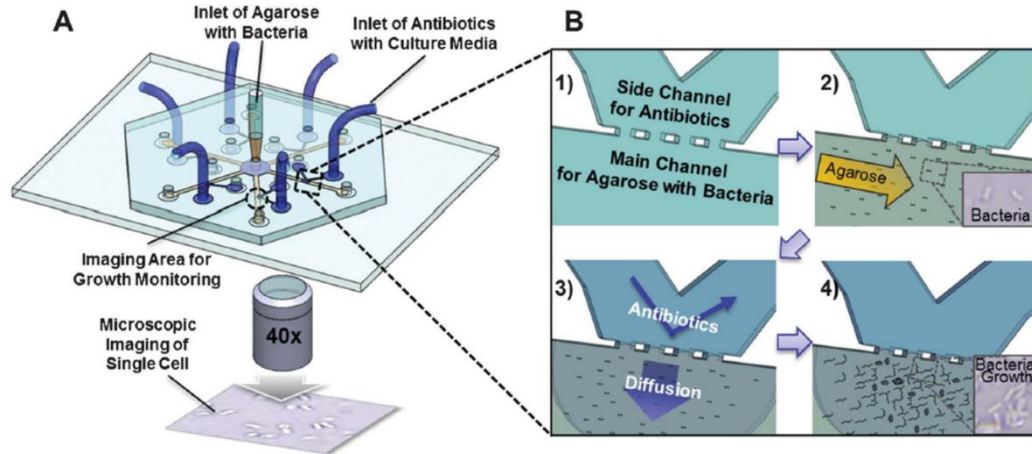 A
Inlet of Agarose
with Bacteria
Inlet of Antibiotics
with Culture Media
Imaging Area for
Growth Monitoring
40x
Microscopic
Imaging of
Single Cell
B
1)
Side Channel
for Antibiotics
Main Channel
for Agarose with Bacteria
2)
Agarose
Bacteria
3)
Antibiotics
Diffusion
4)
Bacteria
Growth